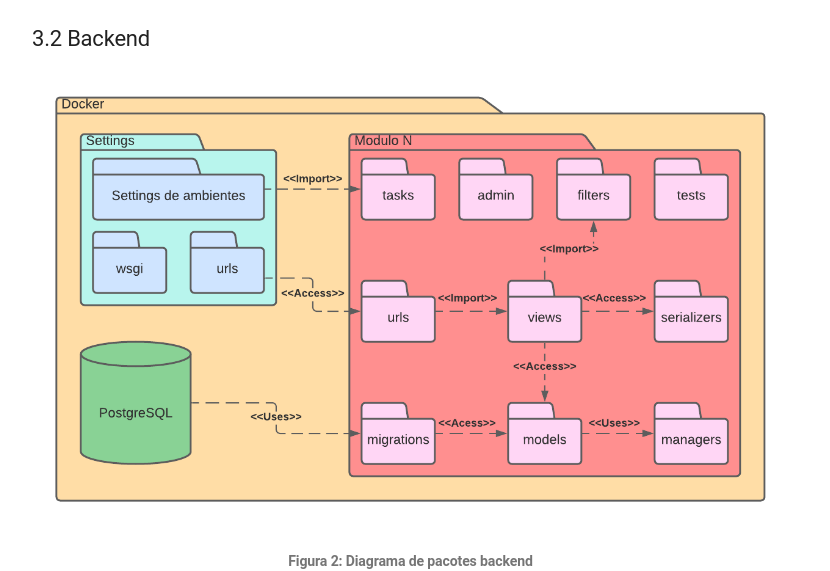 3.2 Backend
Docker
Settings
Modulo N
Settings de ambientes
<<Import>>
tasks
admin
filters
tests
wsgi
urls
<<Import>>
<<Access>>
urls
<<Import>>
views
<<Access>>
serializers
<<Access>>
PostgreSQL
<<Uses>>
migrations
<<Acess>>
models
<<Uses>>
managers
Figura 2: Diagrama de pacotes backend